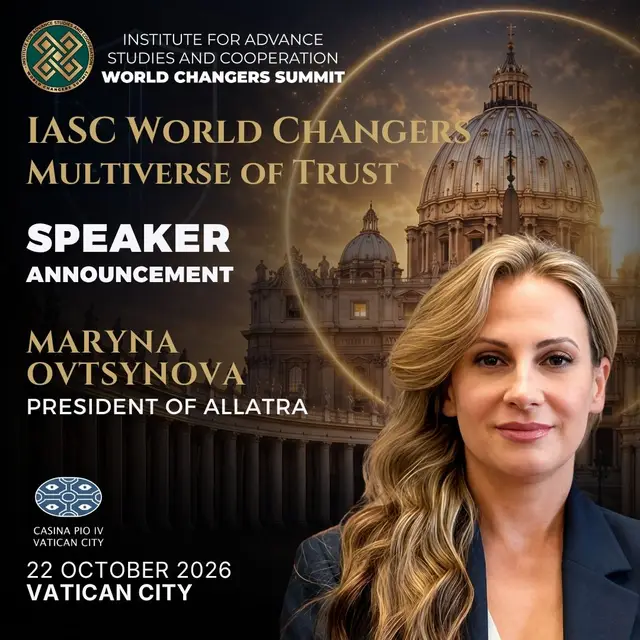 INSTITUTE FOR ADVANCE
STUDIES AND COOPERATION
WORLD CHANGERS SUMMIT
IASC WORLD CHANGERS
MULTIVERSE OF TRUST
SPEAKER
ANNOUNCEMENT
MARYNA
OVTSYNOVA
PRESIDENT OF ALLATRA
CASINA PIO IV
VATICAN CITY
22 OCTOBER 2026
VATICAN CITY